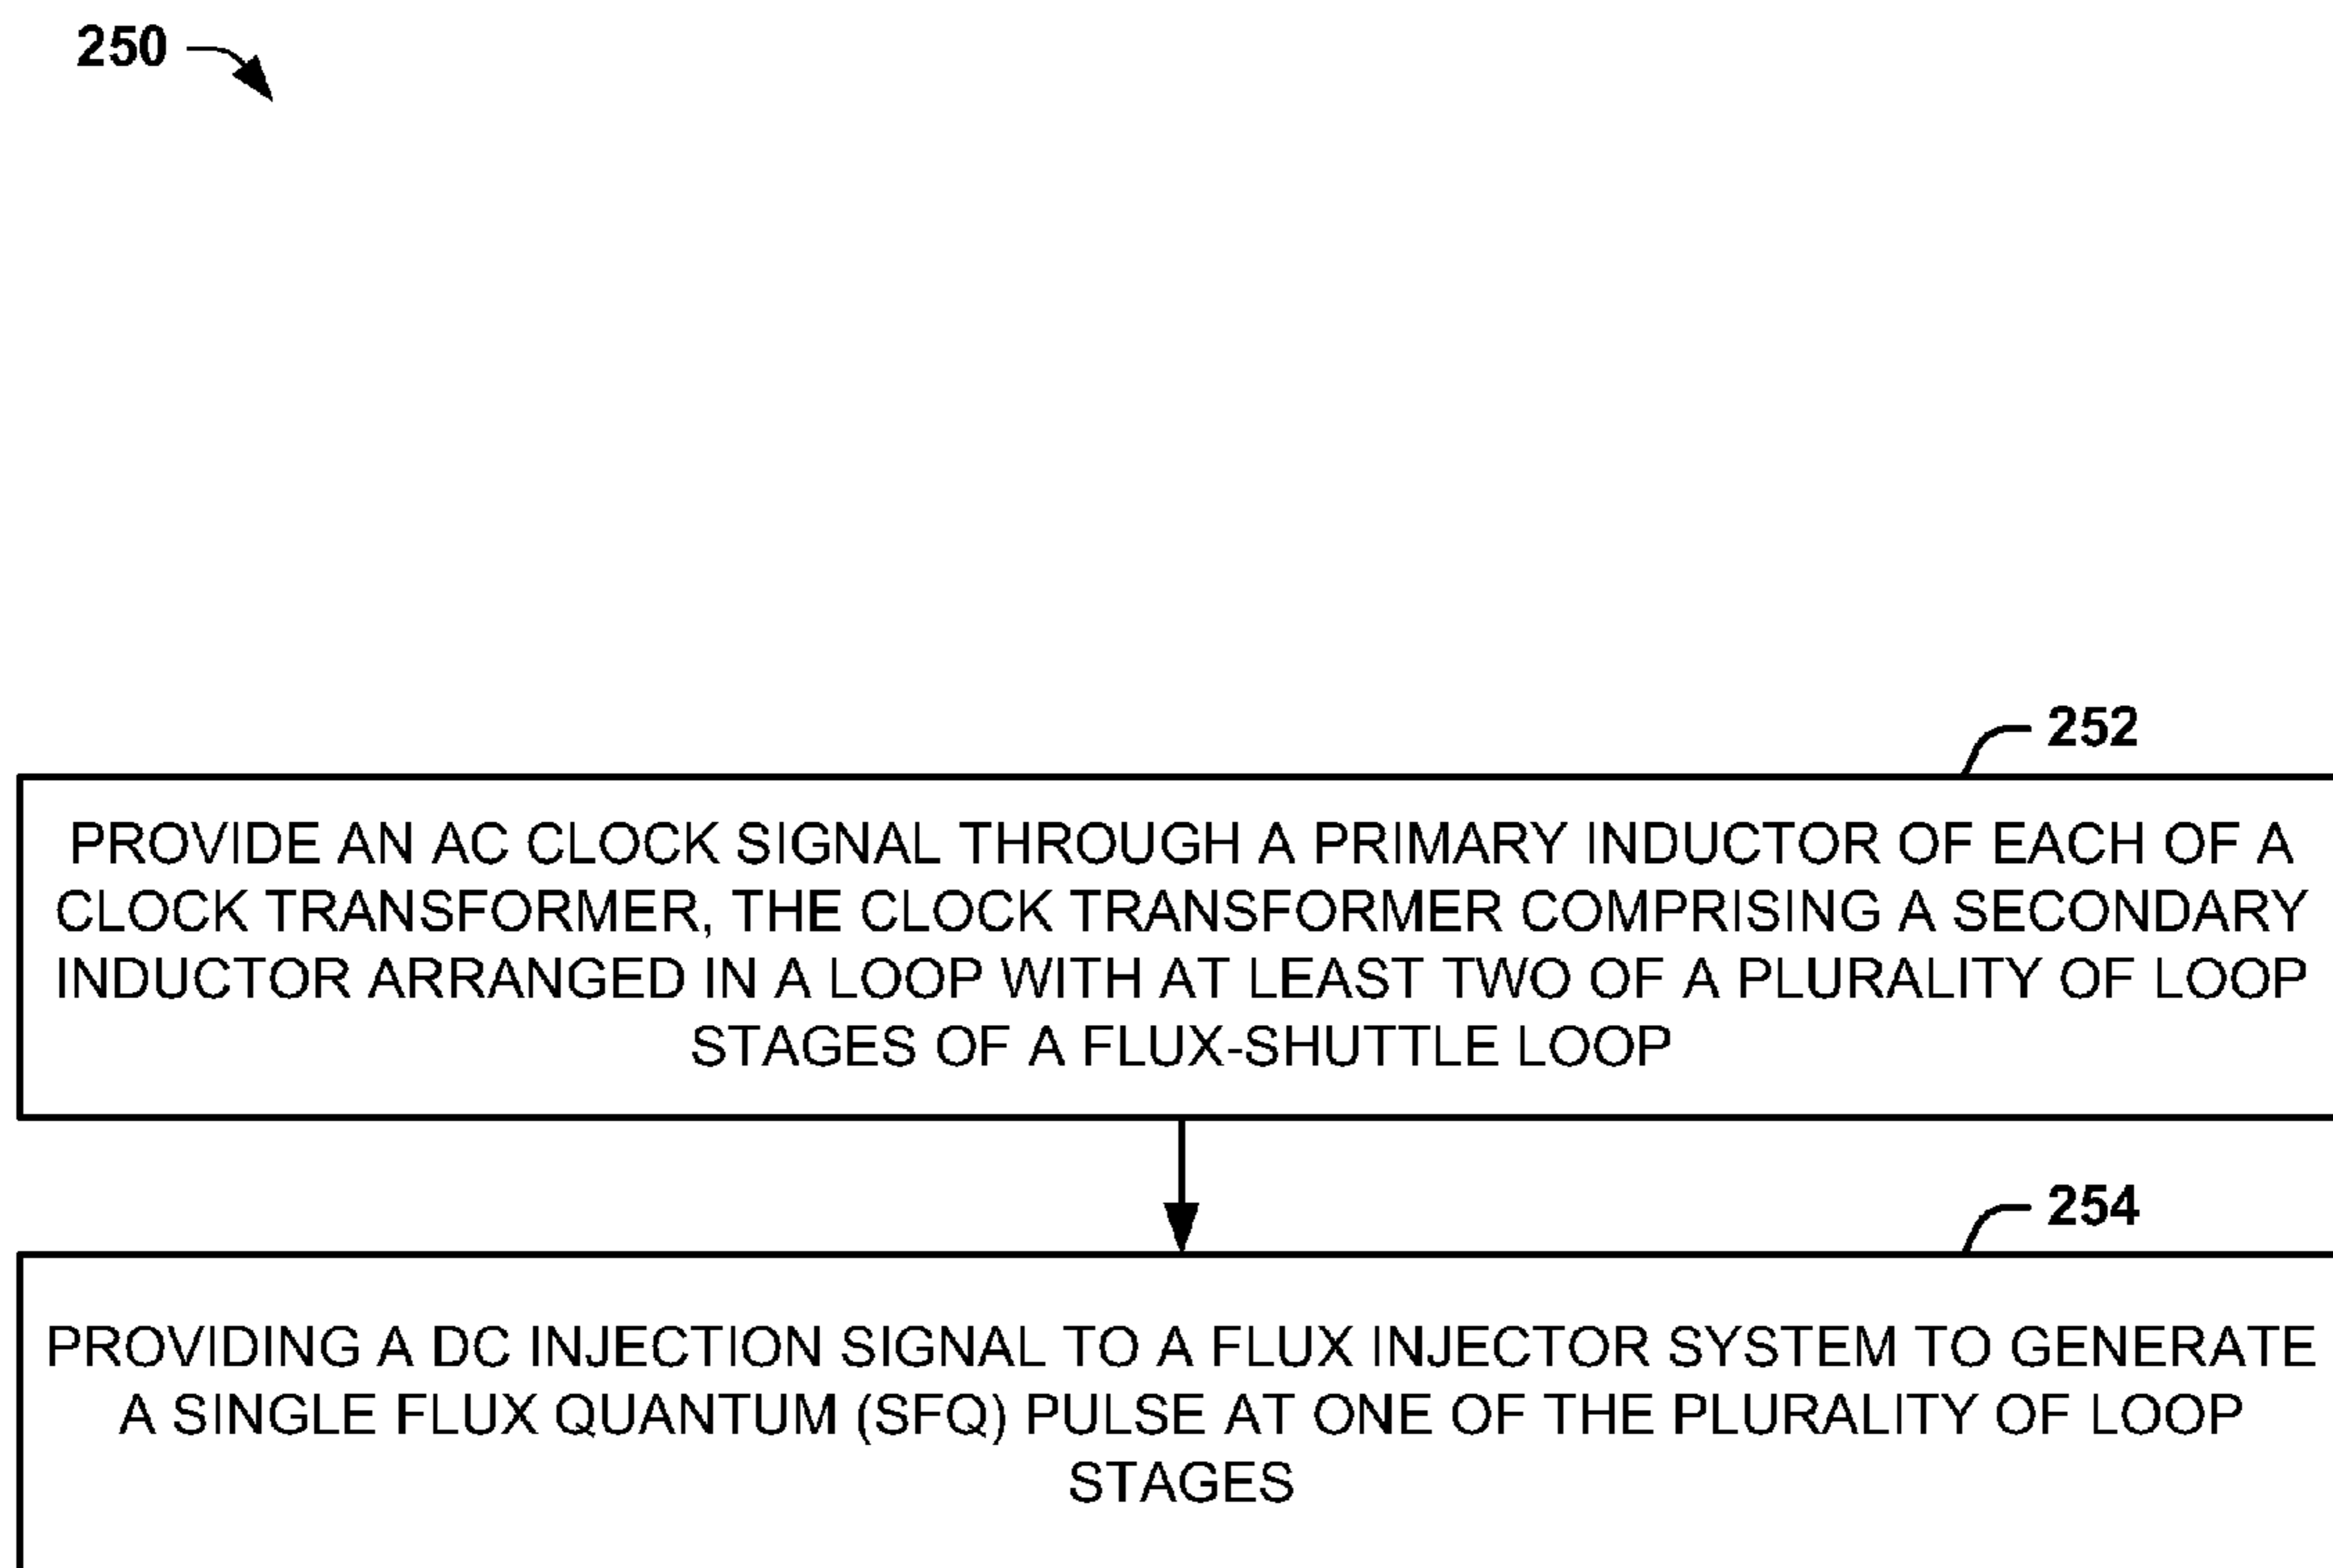 250
252
PROVIDE AN AC CLOCK SIGNAL THROUGH A PRIMARY INDUCTOR OF EACH OF A
CLOCK TRANSFORMER, THE CLOCK TRANSFORMER COMPRISING A SECONDARY
INDUCTOR ARRANGED IN A LOOP WITH AT LEAST TWO OF A PLURALITY OF LOOP
STAGES OF A FLUX-SHUTTLE LOOP
254
PROVIDING A DC INJECTION SIGNAL TO A FLUX INJECTOR SYSTEM TO GENERATE
A SINGLE FLUX QUANTUM (SFQ) PULSE AT ONE OF THE PLURALITY OF LOOP
STAGES